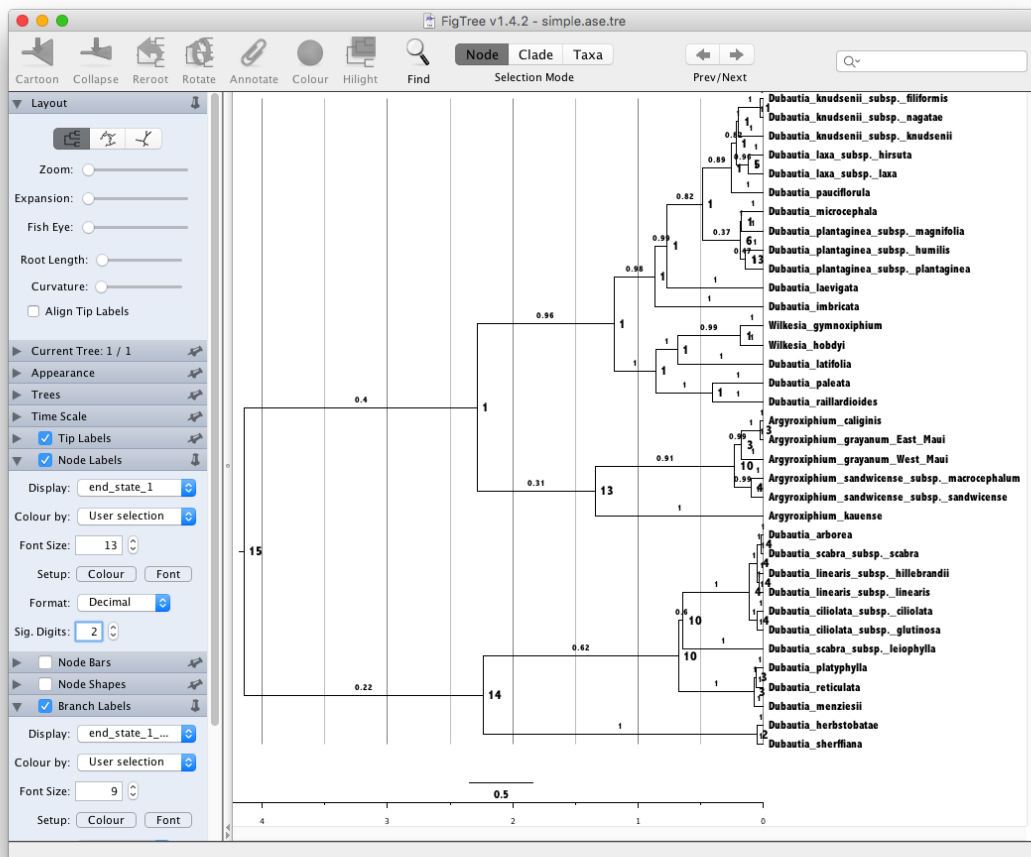 FigTree v1.4.2 - simple.ase.tre
Cartoon Collapse Reroot Rotate Annotate Colour Hilight Find
Node Clade Taxa
Selection Mode
Prev/Next
Layout
Zoom:
Expansion:
Fish Eye:
Root Length:
Curvature:
Align Tip Labels
Current Tree: 1 / 1
Appearance
Trees
Time Scale
Tip Labels
Node Labels
Display: end_state_1
Colour by: User selection
Font Size: 13
Setup: Colour Font
Format: Decimal
Sig. Digits: 2
Node Bars
Node Shapes
Branch Labels
Display: end_state_1_...
Colour by: User selection
Font Size: 9
Setup: Colour Font
Dubautia_knudsenii_subsp._filiformis
Dubautia_knudsenii_subsp._nagatae
Dubautia_knudsenii_subsp._knudsenii
Dubautia_laxa_subsp._hirsuta
Dubautia_laxa_subsp._laxa
Dubautia_pauciflorula
Dubautia_microcephala
Dubautia_plantaginea_subsp._magnifolia
Dubautia_plantaginea_subsp._humilis
Dubautia_plantaginea_subsp._plantaginea
Dubautia_laevigata
Dubautia_imbricata
Wilkesia_gymnoxiphium
Wilkesia_hobdyi
Dubautia_latifolia
Dubautia_paleata
Dubautia_raillardioides
Argyroxiphium_caliginis
Argyroxiphium_grayanum_East_Maui
Argyroxiphium_grayanum_West_Maui
Argyroxiphium_sandwicense_subsp._macrocephalum
Argyroxiphium_sandwicense_subsp._sandwicense
Argyroxiphium_kauense
Dubautia_arborea
Dubautia_scabra_subsp._scabra
Dubautia_linearis_subsp._hillebrandii
Dubautia_linearis_subsp._linearis
Dubautia_ciliolata_subsp._ciliolata
Dubautia_ciliolata_subsp._glutinosa
Dubautia_scabra_subsp._leiophylla
Dubautia_platyphylla
Dubautia_reticulata
Dubautia_menziesii
Dubautia_herbstobatae
Dubautia_sherffiana
0.89
0.82
0.37
0.99
0.98
0.96
0.99
0.4
0.91
0.99
0.31
13
15
0.6
10
10
0.62
0.22
14
0.5
4 3 2 1 0